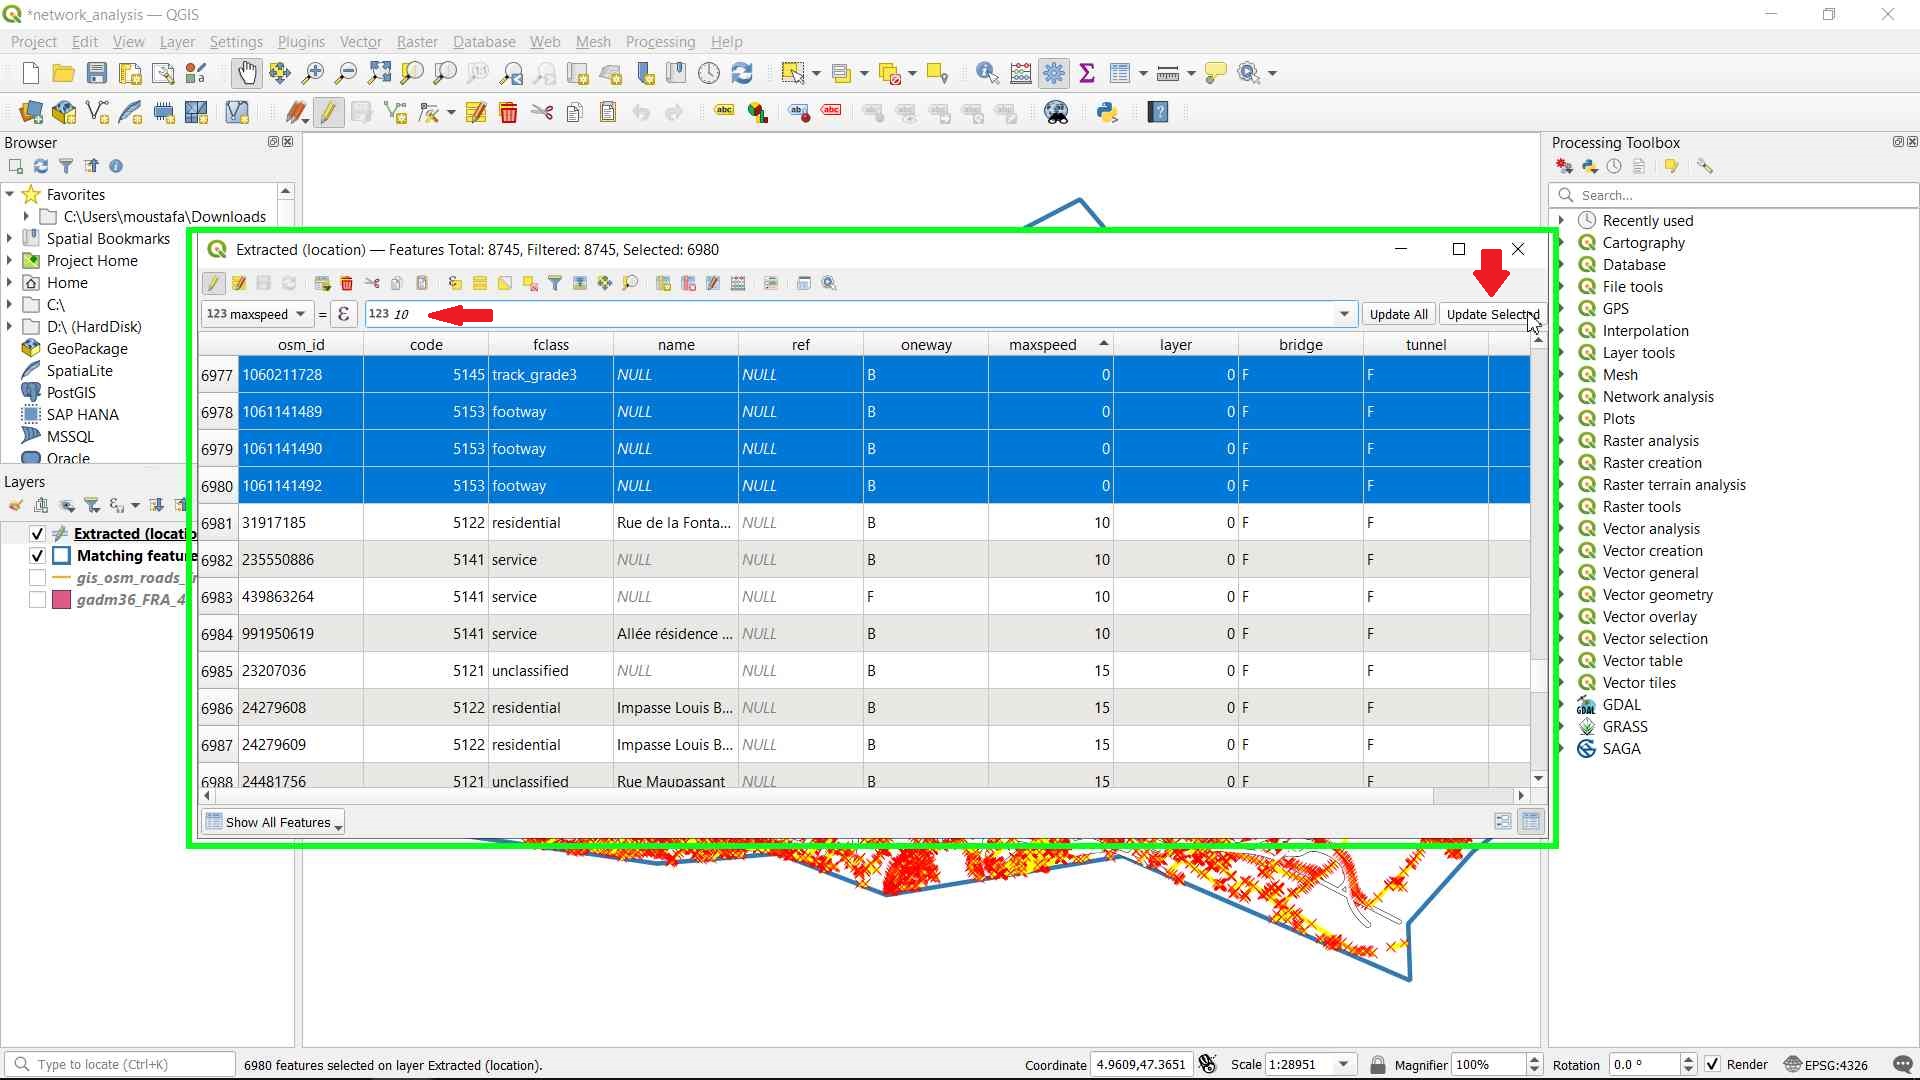 *network_analysis — QGIS
Project Edit View Layer Settings Plugins Vector Raster Database Web Mesh Processing Help
Browser
Favorites
C:\Users\moustafa\Downloads
Spatial Bookmarks
Project Home
Home
C:\
D:\ (HardDisk)
GeoPackage
SpatiaLite
PostGIS
SAP HANA
MSSQL
Oracle
Layers
Extracted (locatio
Matching feature
gis_osm_roads_fr
gadm36_FRA_4
Extracted (location) — Features Total: 8745, Filtered: 8745, Selected: 6980
123 maxspeed = ε 123 10 Update All Update Selected
osm_id code fclass name ref oneway maxspeed layer bridge tunnel
6977 1060211728 5145 track_grade3 NULL NULL B 0 0 F F
6978 1061141489 5153 footway NULL NULL B 0 0 F F
6979 1061141490 5153 footway NULL NULL B 0 0 F F
6980 1061141492 5153 footway NULL NULL B 0 0 F F
6981 31917185 5122 residential Rue de la Fonta... NULL B 10 0 F F
6982 235550886 5141 service NULL NULL B 10 0 F F
6983 439863264 5141 service NULL NULL F 10 0 F F
6984 991950619 5141 service Allée résidence ... NULL B 10 0 F F
6985 23207036 5121 unclassified NULL NULL B 15 0 F F
6986 24279608 5122 residential Impasse Louis B... NULL B 15 0 F F
6987 24279609 5122 residential Impasse Louis B... NULL B 15 0 F F
6988 24481756 5121 unclassified Rue Maupassant NULL B 15 0 F F
Show All Features
Processing Toolbox
Search...
Recently used
Cartography
Database
File tools
GPS
Interpolation
Layer tools
Mesh
Network analysis
Plots
Raster analysis
Raster creation
Raster terrain analysis
Raster tools
Vector analysis
Vector creation
Vector general
Vector geometry
Vector overlay
Vector selection
Vector table
Vector tiles
GDAL
GRASS
SAGA
Type to locate (Ctrl+K) 6980 features selected on layer Extracted (location). Coordinate 4.9609,47.3651 Scale 1:28951 Magnifier 100% Rotation 0.0 ° Render EPSG:4326